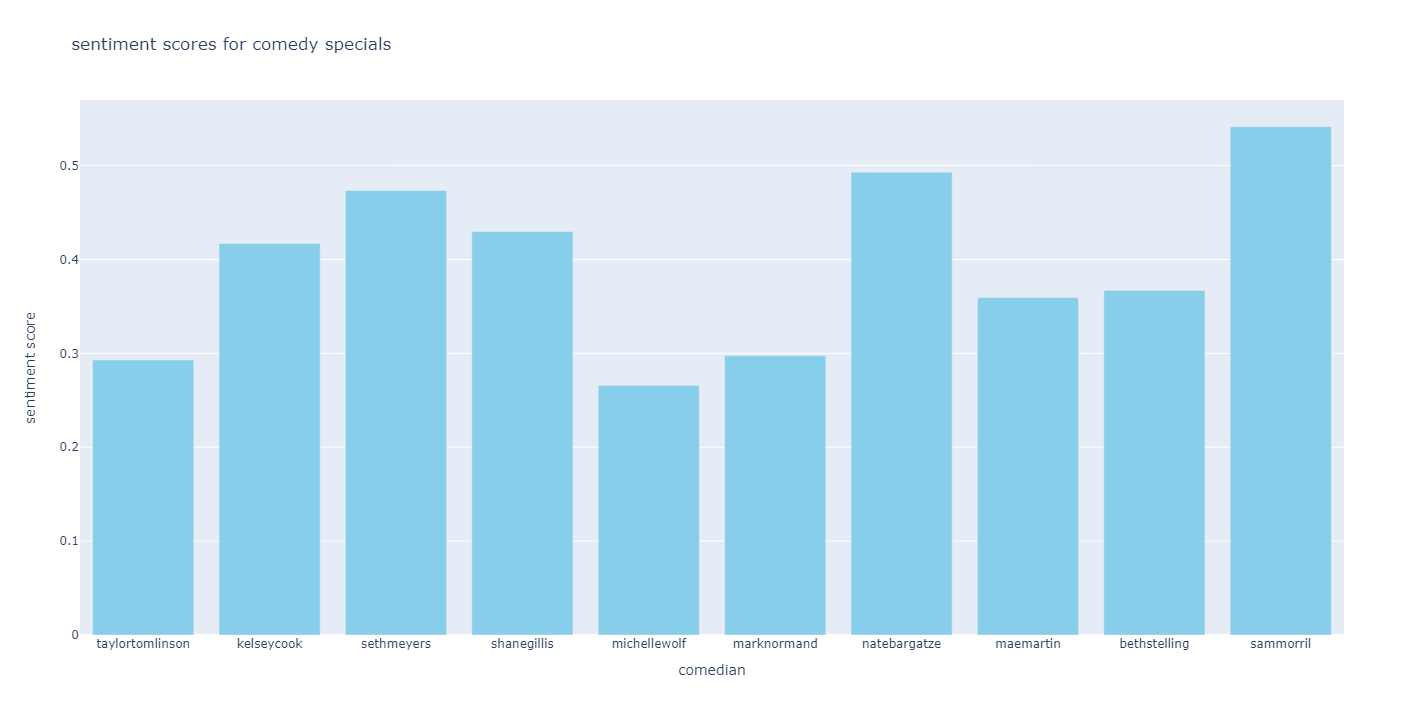 sentiment scores for comedy specials
0.5
0.4
0.3
0.2
0.1
0
sentiment score
taylortomlinson kelseycook sethmeyers shanegillis michellewolf marknormand natebargatze maemartin bethstelling sammorril
comedian